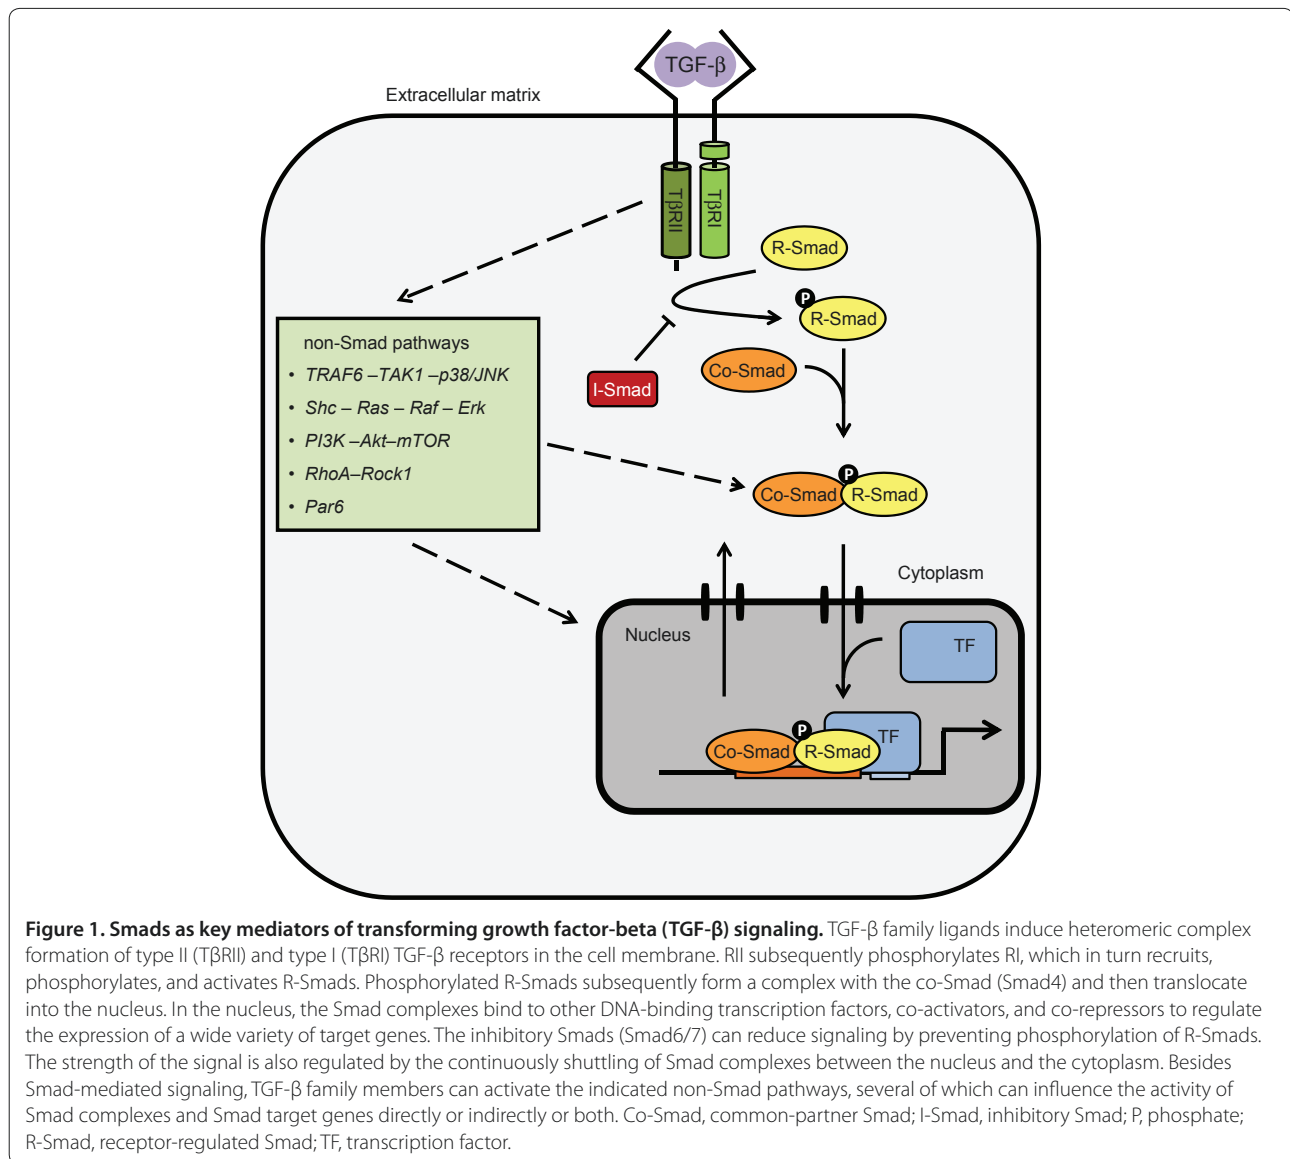 TGF-β
Extracellular matrix
TβRII
TβRI
R-Smad
P
R-Smad
non-Smad pathways
• TRAF6 –TAK1 –p38/JNK
• Shc – Ras – Raf – Erk
• PI3K –Akt–mTOR
• RhoA–Rock1
• Par6
Co-Smad
I-Smad
P
Co-Smad
R-Smad
Cytoplasm
Nucleus
TF
P
Co-Smad
R-Smad
TF
Figure 1. Smads as key mediators of transforming growth factor-beta (TGF-β) signaling. TGF-β family ligands induce heteromeric complex
formation of type II (TβRII) and type I (TβRI) TGF-β receptors in the cell membrane. RII subsequently phosphorylates RI, which in turn recruits,
phosphorylates, and activates R-Smads. Phosphorylated R-Smads subsequently form a complex with the co-Smad (Smad4) and then translocate
into the nucleus. In the nucleus, the Smad complexes bind to other DNA-binding transcription factors, co-activators, and co-repressors to regulate
the expression of a wide variety of target genes. The inhibitory Smads (Smad6/7) can reduce signaling by preventing phosphorylation of R-Smads.
The strength of the signal is also regulated by the continuously shuttling of Smad complexes between the nucleus and the cytoplasm. Besides
Smad-mediated signaling, TGF-β family members can activate the indicated non-Smad pathways, several of which can influence the activity of
Smad complexes and Smad target genes directly or indirectly or both. Co-Smad, common-partner Smad; I-Smad, inhibitory Smad; P, phosphate;
R-Smad, receptor-regulated Smad; TF, transcription factor.